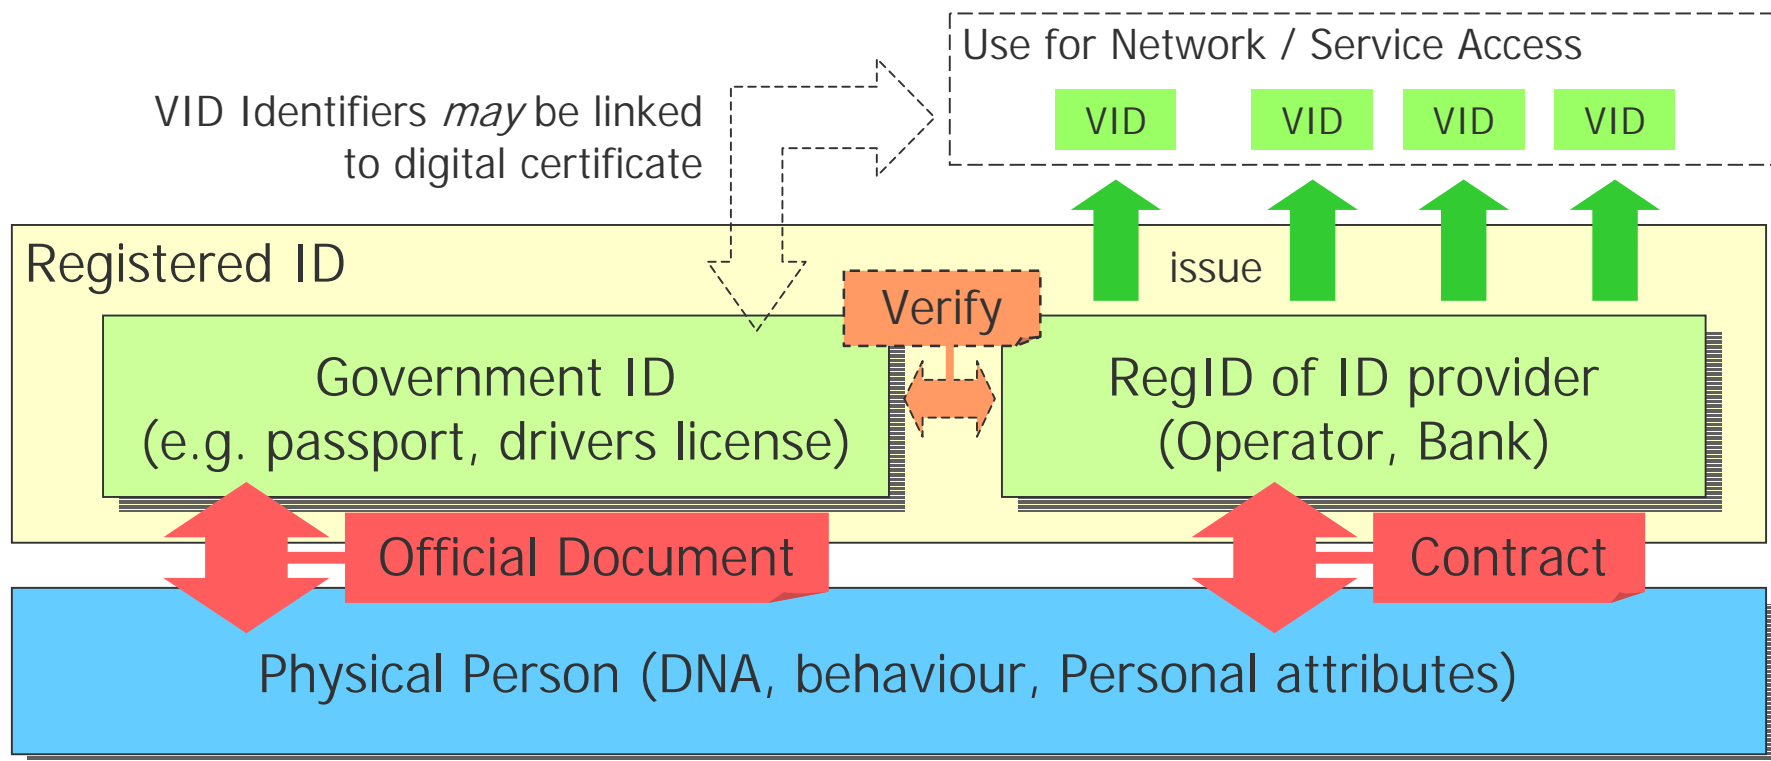 Use for Network / Service Access
VID Identifiers may be linked
to digital certificate
VID
VID
VID
VID
Registered ID
issue
Verify
Government ID
(e.g. passport, drivers license)
RegID of ID provider
(Operator, Bank)
Official Document
Contract
Physical Person (DNA, behaviour, Personal attributes)